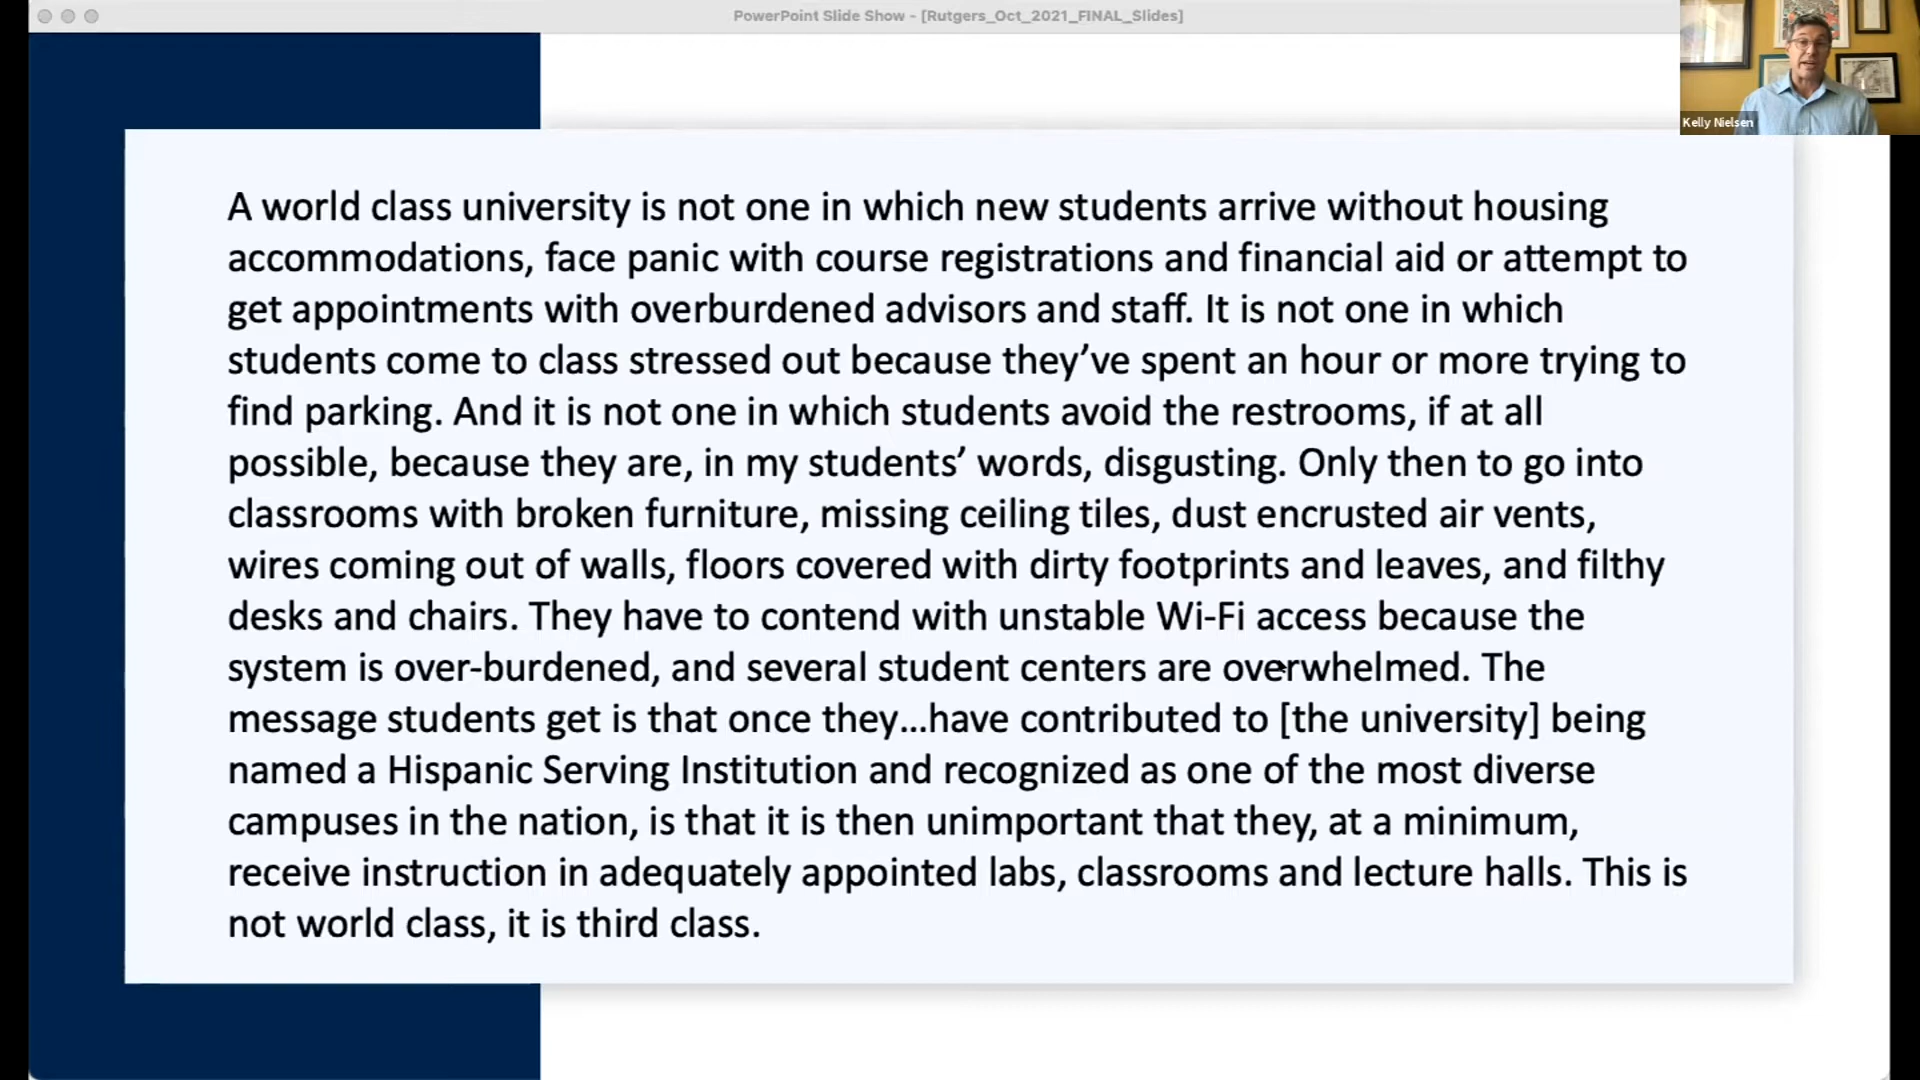 PowerPoint Slide Show - [Rutgers_Oct_2021_FINAL_Slides]
Kelly Nielsen
A world class university is not one in which new students arrive without housing
accommodations, face panic with course registrations and financial aid or attempt to
get appointments with overburdened advisors and staff. It is not one in which
students come to class stressed out because they’ve spent an hour or more trying to
find parking. And it is not one in which students avoid the restrooms, if at all
possible, because they are, in my students’ words, disgusting. Only then to go into
classrooms with broken furniture, missing ceiling tiles, dust encrusted air vents,
wires coming out of walls, floors covered with dirty footprints and leaves, and filthy
desks and chairs. They have to contend with unstable Wi-Fi access because the
system is over-burdened, and several student centers are overwhelmed. The
message students get is that once they…have contributed to [the university] being
named a Hispanic Serving Institution and recognized as one of the most diverse
campuses in the nation, is that it is then unimportant that they, at a minimum,
receive instruction in adequately appointed labs, classrooms and lecture halls. This is
not world class, it is third class.